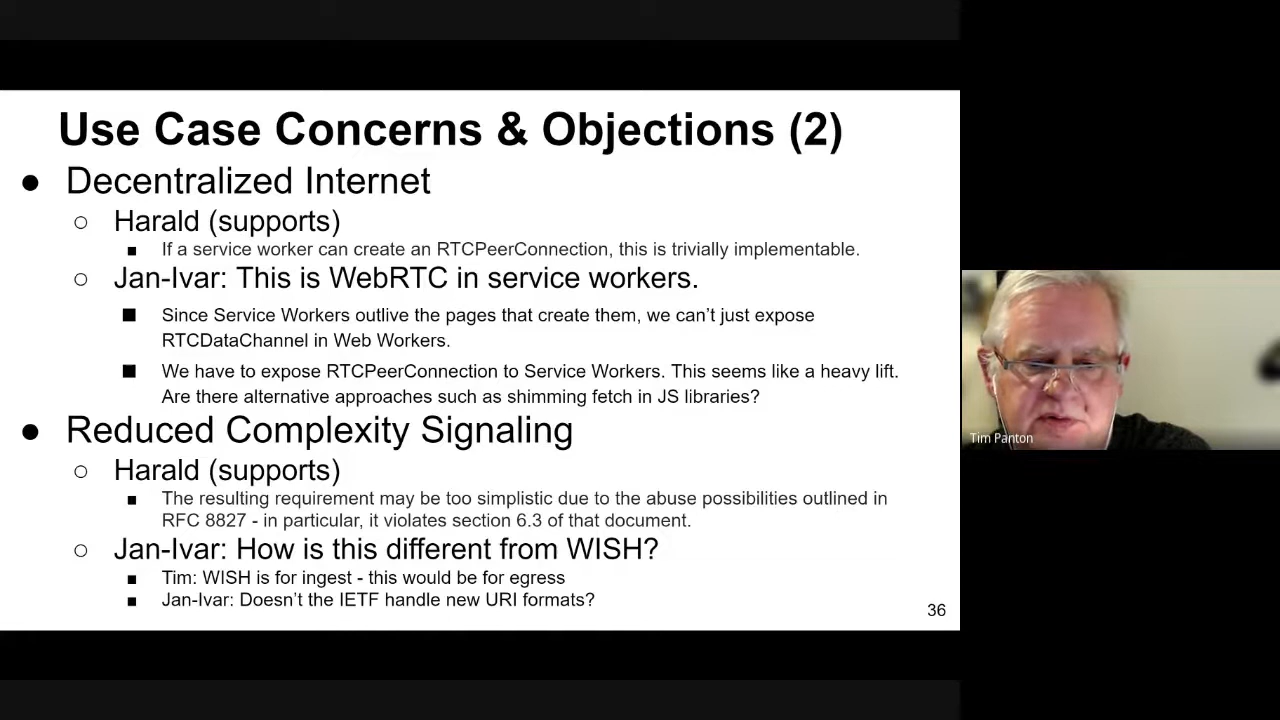 Use Case Concerns & Objections (2)
● Decentralized Internet
○ Harald (supports)
■ If a service worker can create an RTCPeerConnection, this is trivially implementable.
○ Jan-Ivar: This is WebRTC in service workers.
■ Since Service Workers outlive the pages that create them, we can’t just expose
RTCDataChannel in Web Workers.
■ We have to expose RTCPeerConnection to Service Workers. This seems like a heavy lift.
Are there alternative approaches such as shimming fetch in JS libraries?
● Reduced Complexity Signaling
○ Harald (supports)
■ The resulting requirement may be too simplistic due to the abuse possibilities outlined in
RFC 8827 - in particular, it violates section 6.3 of that document.
○ Jan-Ivar: How is this different from WISH?
■ Tim: WISH is for ingest - this would be for egress
■ Jan-Ivar: Doesn’t the IETF handle new URI formats?
36
Tim Panton